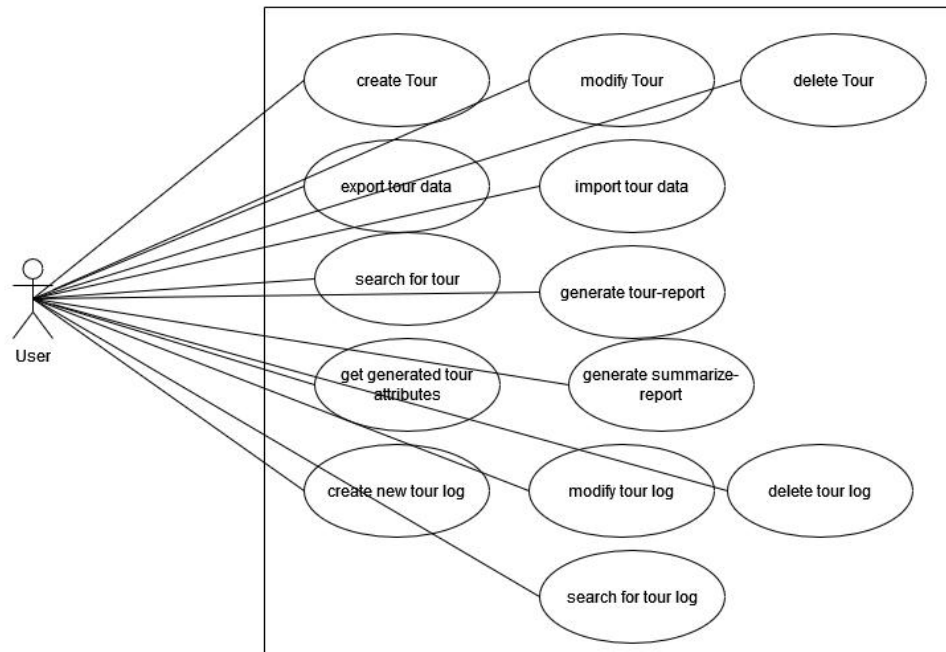 create Tour
modify Tour
delete Tour
export tour data
import tour data
search for tour
generate tour-report
User
get generated tour
attributes
generate summarize-
report
create new tour log
modify tour log
delete tour log
search for tour log